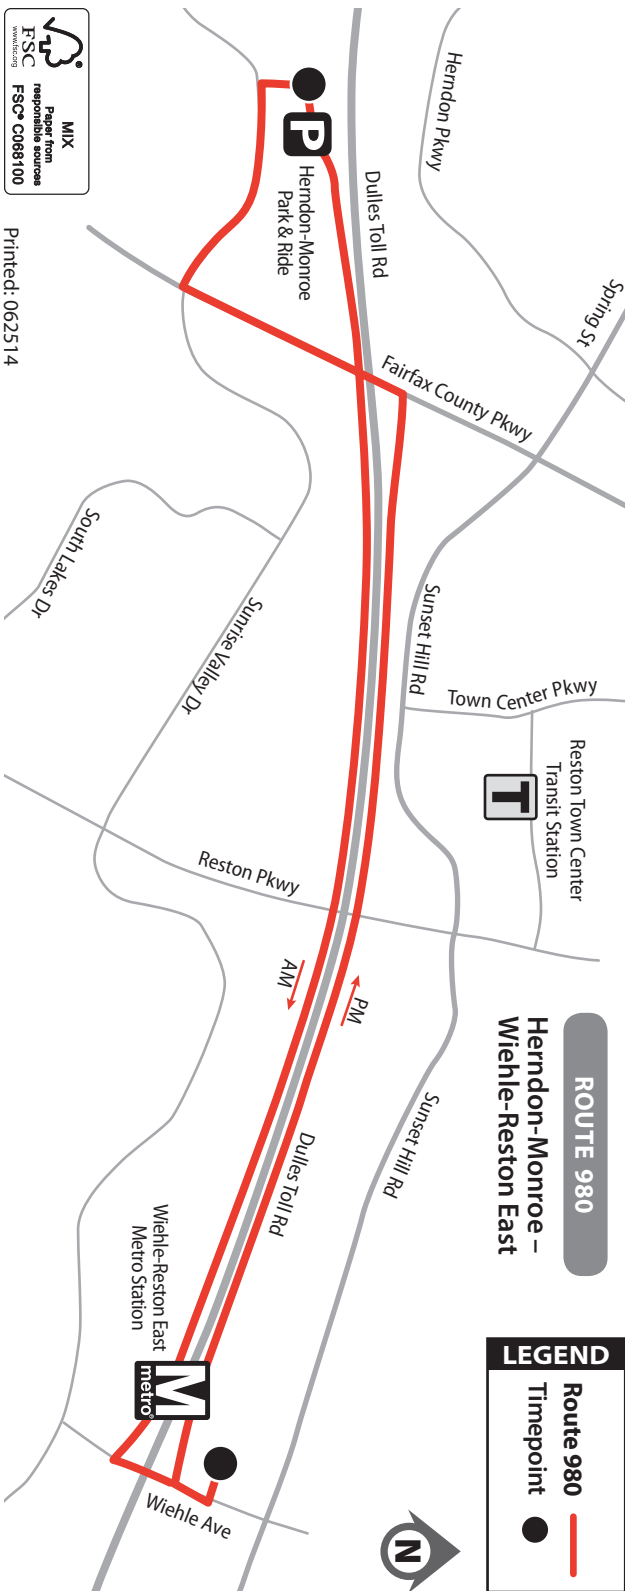 ROUTE 980
Herndon-Monroe –
Wiehle-Reston East
LEGEND
Route 980
Timepoint
N
Herndon Pkwy
Spring St
Dulles Toll Rd
Fairfax County Pkwy
P
Herndon-Monroe
Park & Ride
Sunset Hill Rd
Town Center Pkwy
Reston Town Center
Transit Station
T
South Lakes Dr
Sunrise Valley Dr
Reston Pkwy
AM
PM
Sunset Hill Rd
Dulles Toll Rd
Wiehle-Reston East
Metro Station
M
metro®
Wiehle Ave
®
FSC
www.fsc.org
MIX
Paper from
responsible sources
FSC® C068100
Printed: 062514